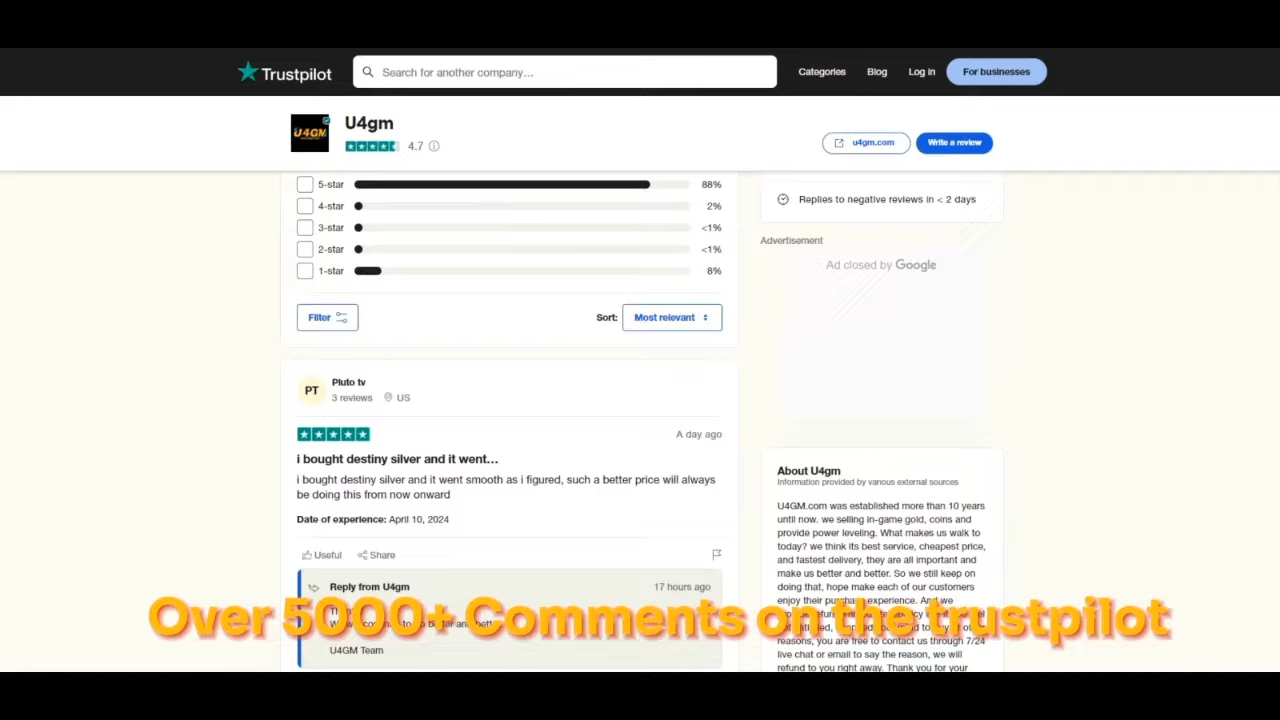 Trustpilot
Search for another company...
Categories
Blog
Log in
For businesses
U4GM
U4gm
4.7
u4gm.com
Write a review
5-star 88%
4-star 2%
3-star <1%
2-star <1%
1-star 8%
Replies to negative reviews in < 2 days
Advertisement
Ad closed by Google
Filter
Sort: Most relevant
PT
Pluto tv
3 reviews US
A day ago
i bought destiny silver and it went...
i bought destiny silver and it went smooth as i figured, such a better price will always
be doing this from now onward
Date of experience: April 10, 2024
Useful Share
Reply from U4gm 17 hours ago
U4GM Team
About U4gm
Information provided by various external sources
U4GM.com was established more than 10 years
until now. we selling in-game gold, coins and
provide power leveling. What makes us walk to
today? we think its best service, cheapest price,
and fastest delivery, they are all important and
make us better and better. So we still keep on
doing that, hope make each of our customers
enjoy their purchase experience. And we
reasons, you are free to contact us through 7/24
live chat or email to say the reason, we will
refund to you right away. Thank you for your
Over 5000+ Comments on the trustpilot